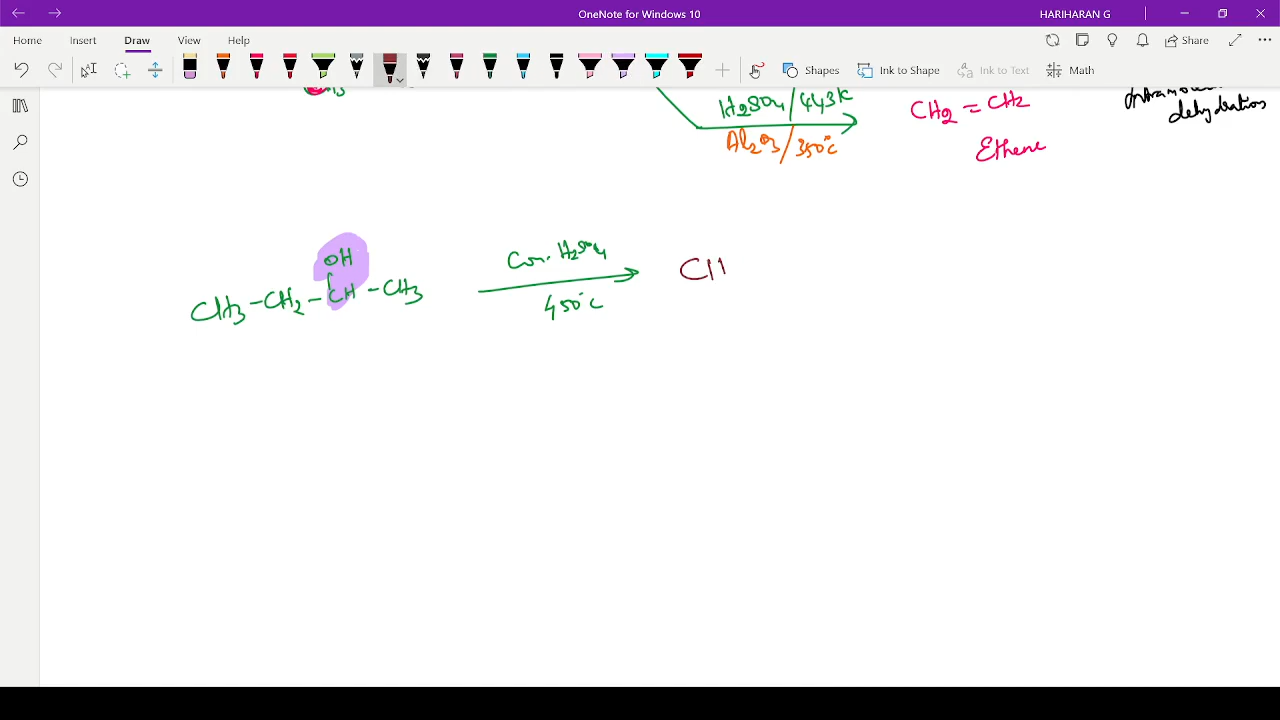 OneNote for Windows 10
HARIHARAN G
Home Insert Draw View Help
Share
Shapes Ink to Shape Ink to Text Math
H2SO4/443K
Al2O3/350°C
CH2 = CH2
Ethene
dehydration
OH
CH3-CH2-CH-CH3
Con. H2SO4
450°C
CH